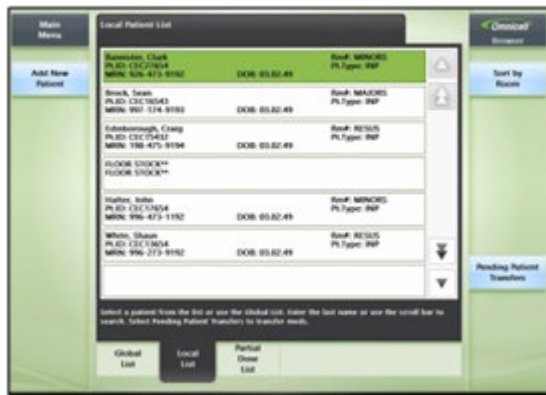 Main
Menu
Local Patient List
Omnicell
Browser
Add New
Patient
Sort by
Room
Bannister, Clark
Rm#: MINORS
PLID: CEC27654
Pt.Type: INP
MRN: 926-473-9192
DOB: 03.02.49
Brock, Sean
Rm#: MAJORS
PLID: CEC16543
Pt.Type: INP
MRN: 997-174-9193
DOB: 03.02.49
Edinborough, Craig
Rm#: RESUS
PLID: CEC15432
Pt.Type: INP
MRN: 198-475-9194
DOB: 03.02.49
FLOOR STOCK**
FLOOR STOCK**
John
Rm#: MINORS
PLID: CEC17654
Pt.Type: INP
MRN: 996-473-1192
DOB: 03.02.49
White, Shaun
Rm#: RESUS
PLID: CEC13654
Pt.Type: INP
MRN: 996-273-9192
DOB: 03.02.49
Pending Patient
Transfers
Select a patient from the list or use the Global List. Enter the last name or use the scroll bar to
search. Select Pending Patient Transfers to transfer meds.
Global
List
Local
List
Partial
Dose
List